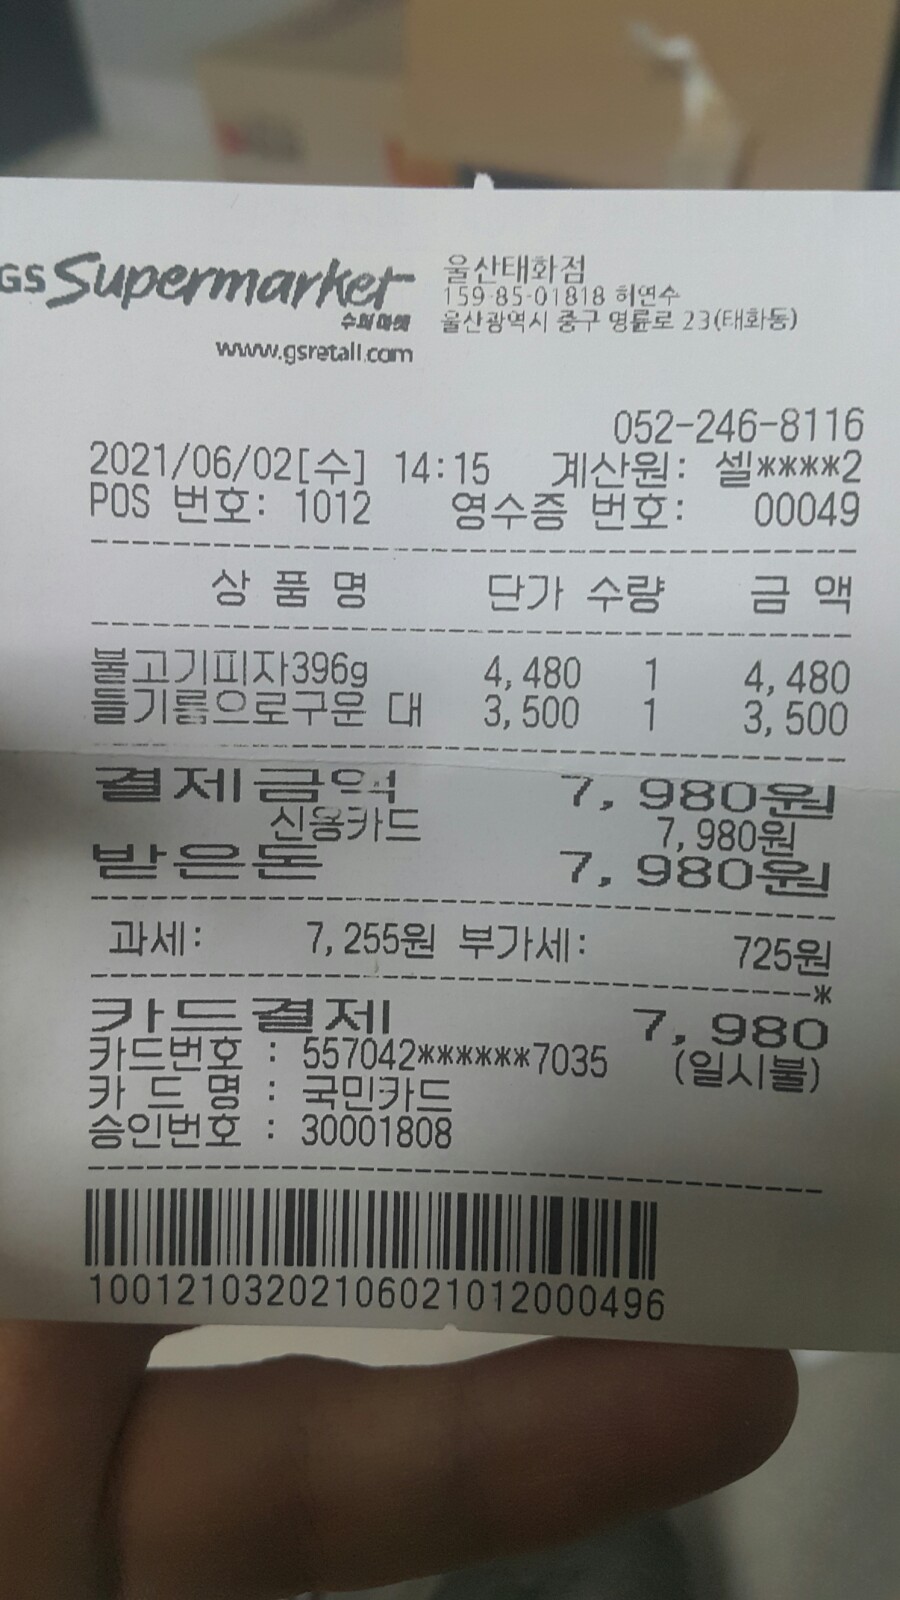 GS Supermarket
수퍼마켓
www.gsretail.com
울산태화점
159-85-01818 허연수
울산광역시 중구 명륜로 23(태화동)
052-246-8116
2021/06/02[수] 14:15 계산원: 셀****2
POS 번호: 1012 영수증 번호: 00049
상 품 명 단가 수량 금 액
불고기피자396g 4,480 1 4,480
들기름으로구운 대 3,500 1 3,500
결제금액 7,980원
신용카드 7,980원
받은돈 7,980원
과세: 7,255원 부가세: 725원
*
카드결제 7,980
카드번호 : 557042******7035 (일시불)
카 드 명 : 국민카드
승인번호 : 30001808
10012103202106021012000496